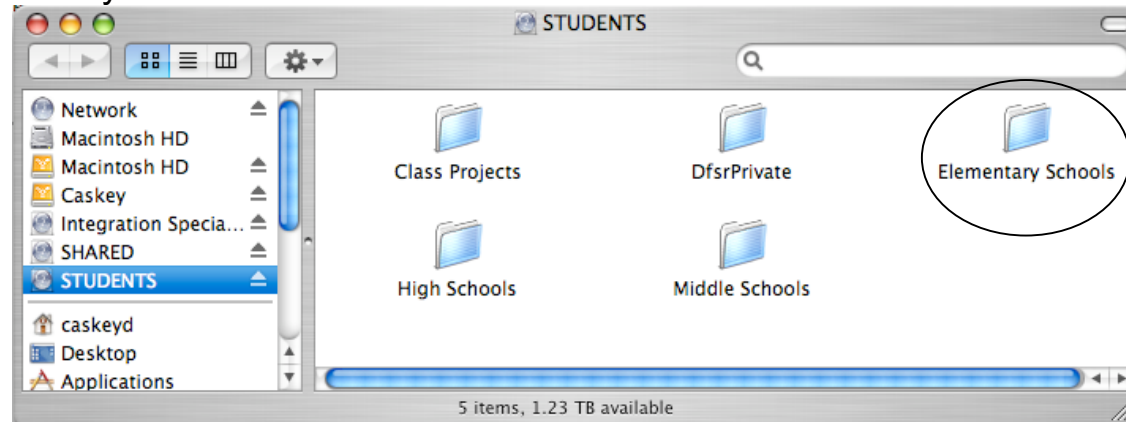 STUDENTS
Network
Macintosh HD
Macintosh HD
Caskey
Integration Specia...
SHARED
STUDENTS
caskeyd
Desktop
Applications
Class Projects
DfsrPrivate
Elementary Schools
High Schools
Middle Schools
5 items, 1.23 TB available